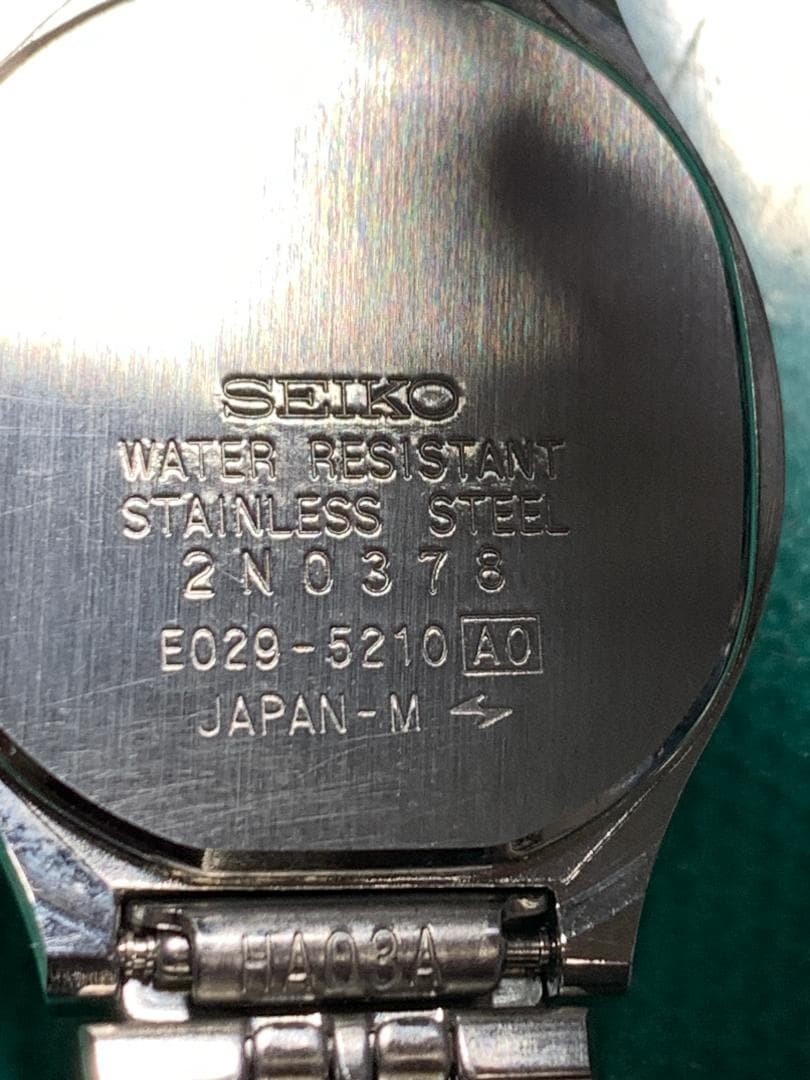 SEIKO
WATER RESISTANT
STAINLESS STEEL
2N0378
E029-5210 A0
JAPAN-M
HA03A